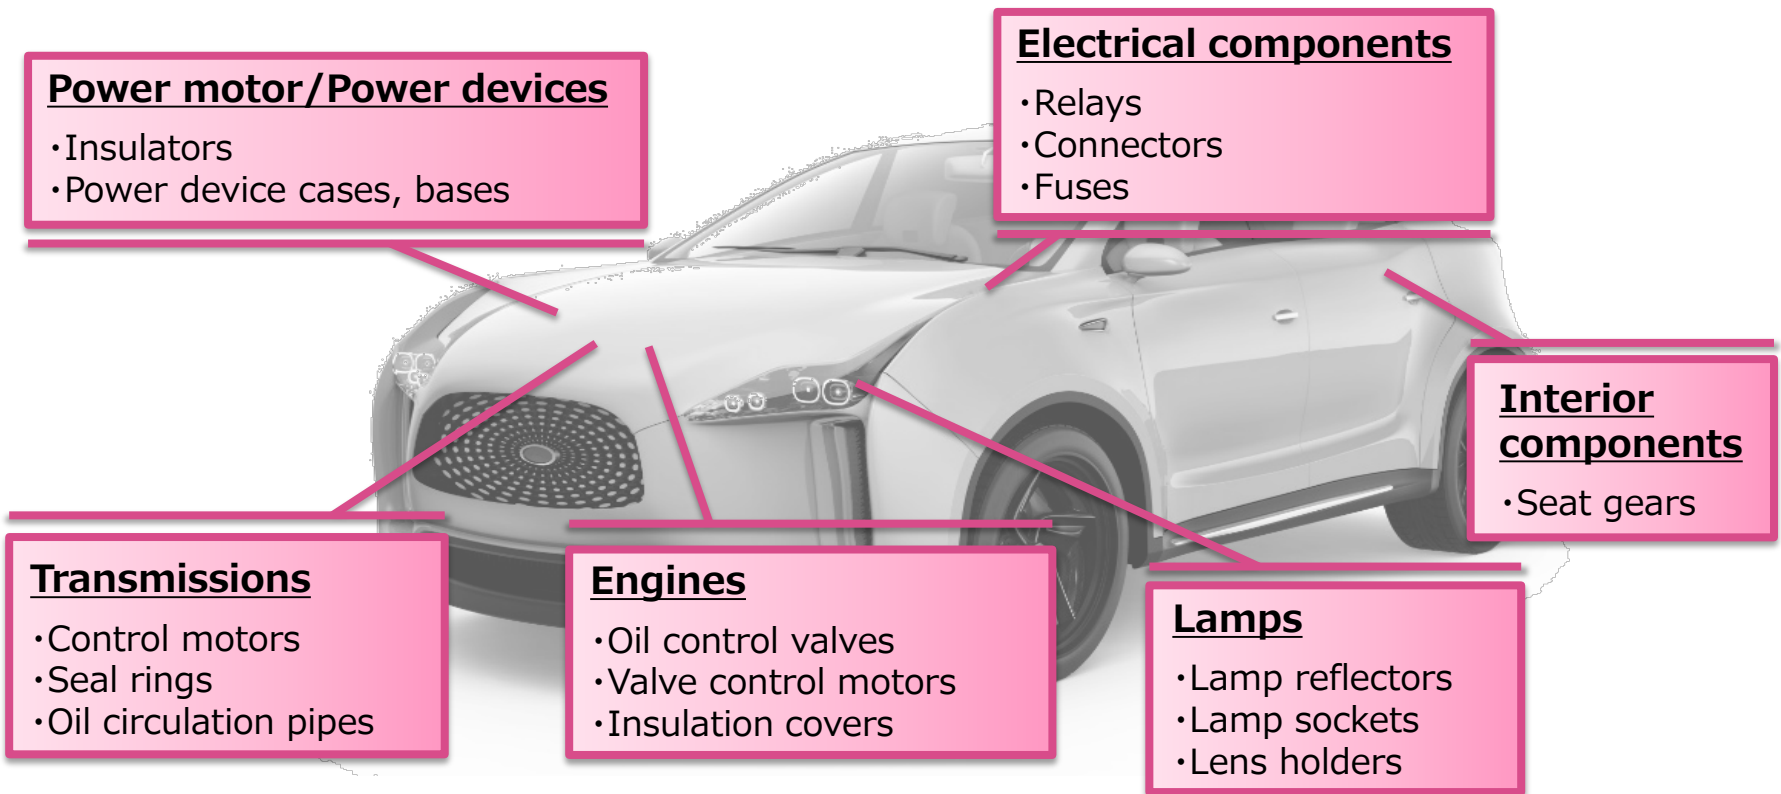 Power motor/Power devices
・Insulators
・Power device cases, bases
Electrical components
・Relays
・Connectors
・Fuses
Interior
components
・Seat gears
Transmissions
・Control motors
・Seal rings
・Oil circulation pipes
Engines
・Oil control valves
・Valve control motors
・Insulation covers
Lamps
・Lamp reflectors
・Lamp sockets
・Lens holders